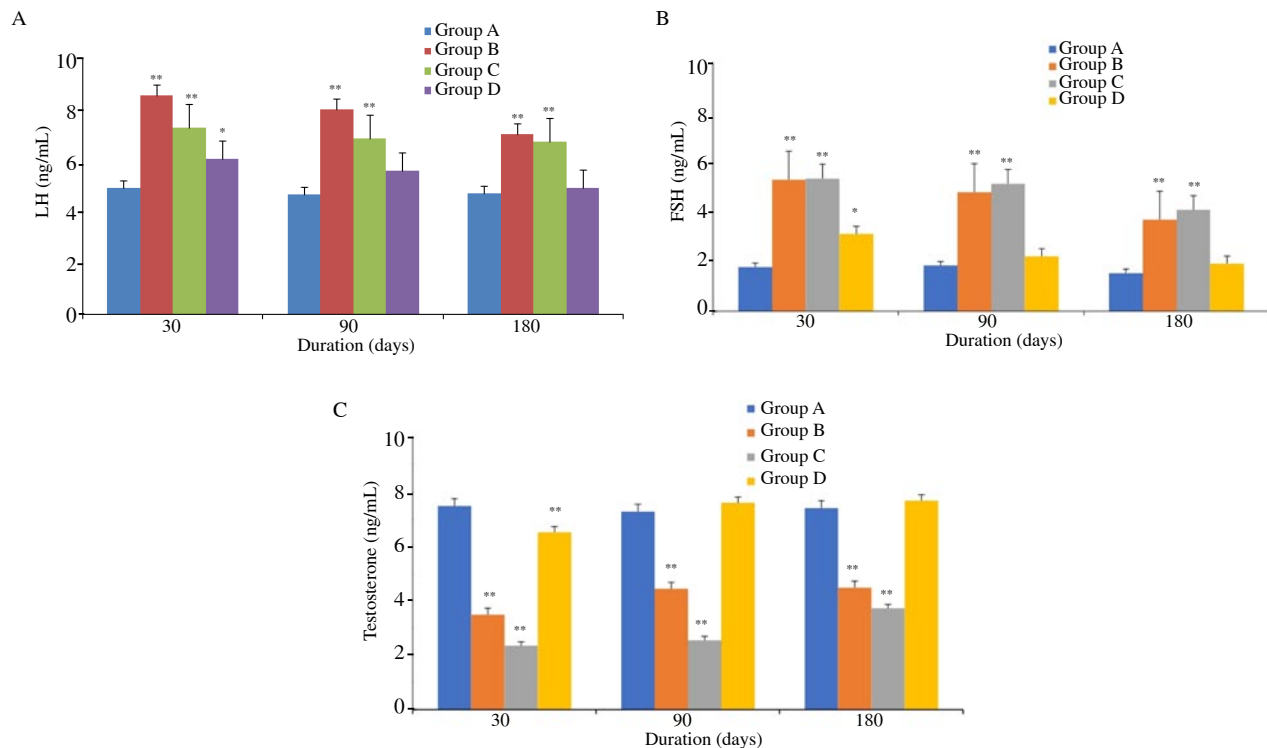 A
Group A
Group B
Group C
Group D
10
8
6
4
2
0
LH (ng/mL)
**
**
*
**
**
**
**
30
90
180
Duration (days)
B
Group A
Group B
Group C
Group D
10
8
6
4
2
0
FSH (ng/mL)
**
**
*
**
**
**
**
30
90
180
Duration (days)
C
Group A
Group B
Group C
Group D
10
8
6
4
2
0
Testosterone (ng/mL)
**
**
**
**
**
**
**
30
90
180
Duration (days)